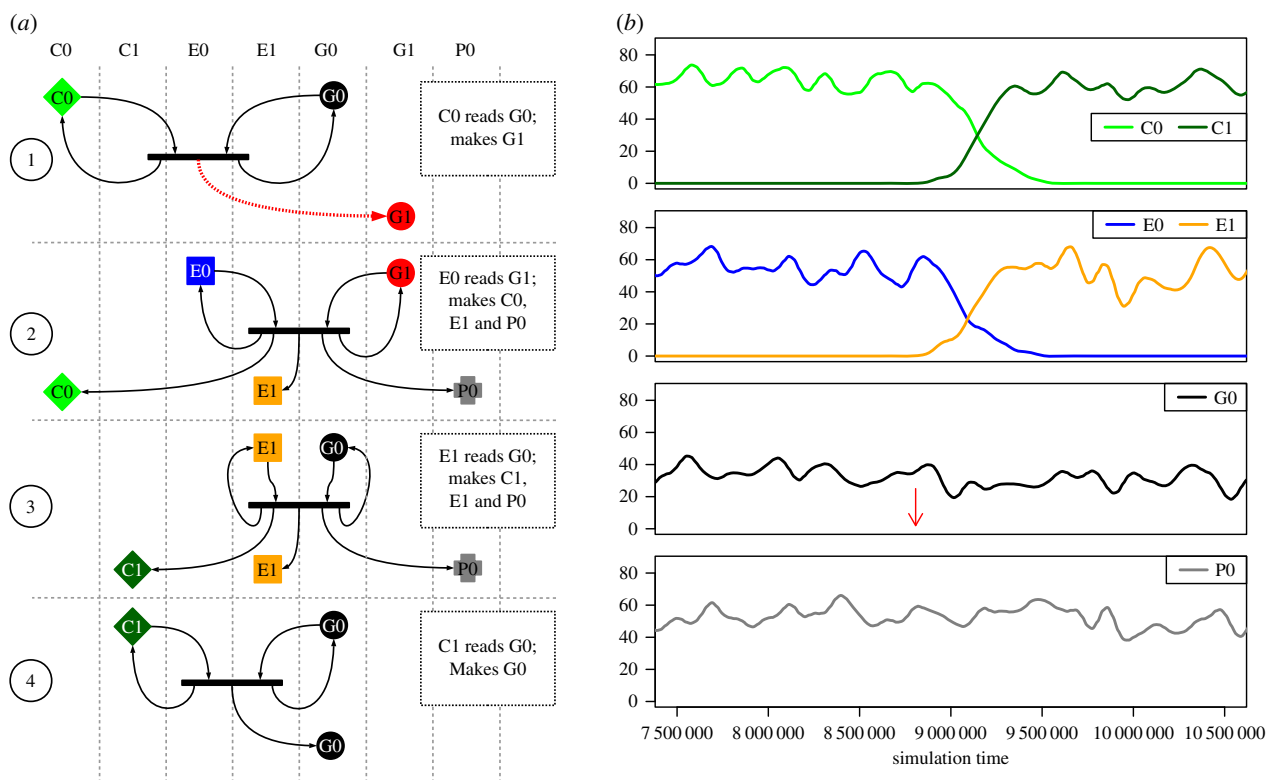 (a)
C0 C1 E0 E1 G0 G1 P0
1
C0
G0
G1
C0 reads G0;
makes G1
2
E0
G1
C0
E1
P0
E0 reads G1;
makes C0,
E1 and P0
3
E1
G0
C1
E1
P0
E1 reads G0;
makes C1,
E1 and P0
4
C1
G0
G0
C1 reads G0;
Makes G0
(b)
80
60
40
20
0
C0 C1
80
60
40
20
0
E0 E1
80
60
40
20
0
G0
80
60
40
20
0
P0
7 500 000 8 000 000 8 500 000 9 000 000 9 500 000 10 000 000 10 500 000
simulation time